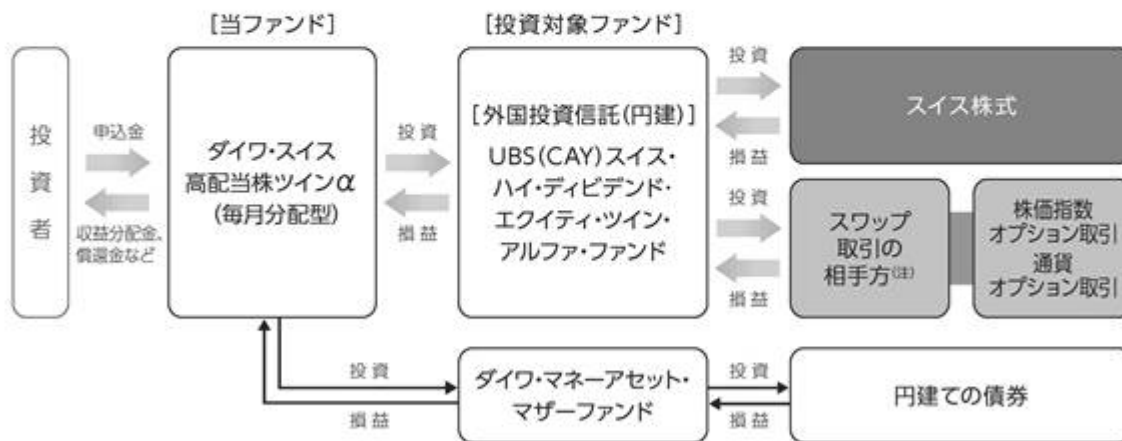 [当ファンド]
[投資対象ファンド]
投資者
申込金
収益分配金、
償還金など
ダイワ・スイス
高配当株ツインα
(毎月分配型)
投資
損益
[外国投資信託(円建)]
UBS(CAY)スイス・
ハイ・ディビデンド・
エクイティ・ツイン・
アルファ・ファンド
投資
損益
スイス株式
投資
損益
スワップ
取引の
相手方(注)
株価指数
オプション取引
通貨
オプション取引
投資
損益
ダイワ・マネーアセット・
マザーファンド
投資
損益
円建ての債券